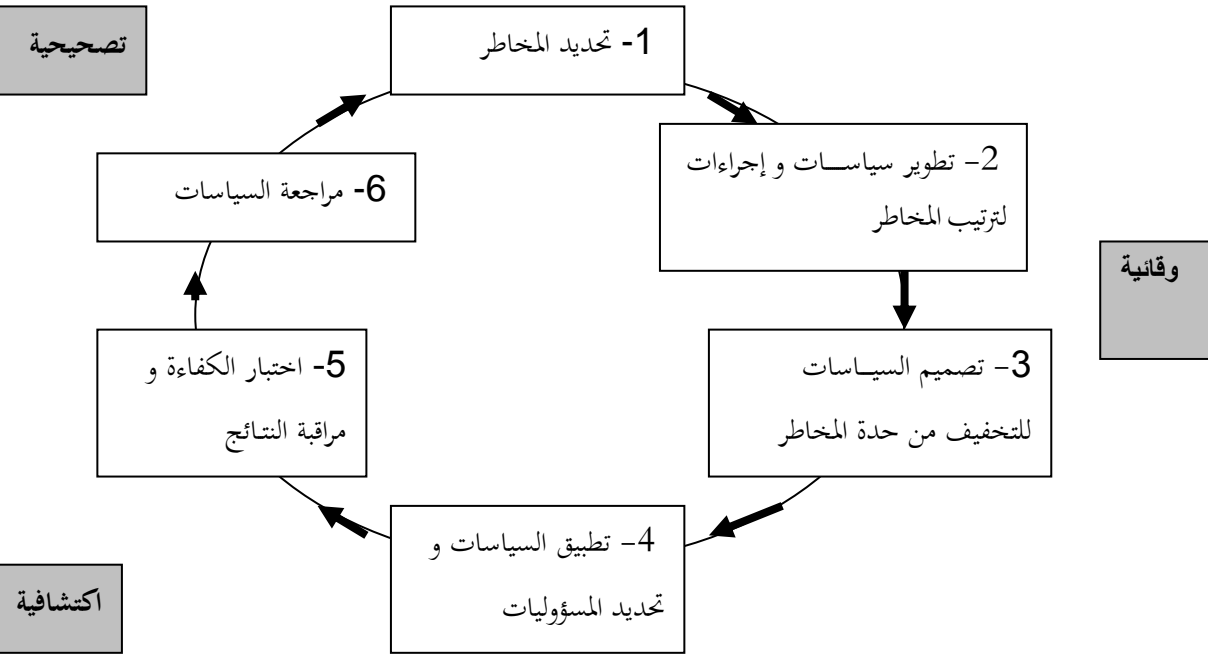 تصحيحية
1- تحديد المخاطر
2- تطوير سياسات و إجراءات
لترتيب المخاطر
وقائية
3- تصميم السياسات
للتخفيف من حدة المخاطر
4- تطبيق السياسات و
تحديد المسؤوليات
اكتشافية
5- اختبار الكفاءة و
مراقبة النتائج
6- مراجعة السياسات